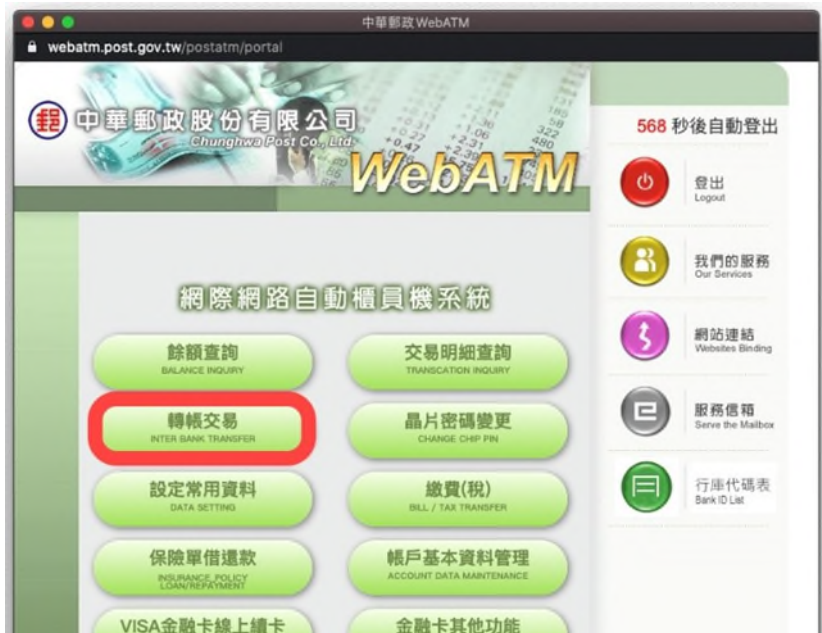 中華郵政WebATM
webatm.post.gov.tw/postatm/portal
郵 中華郵政股份有限公司
Chunghwa Post Co., Ltd
WebATM
568 秒後自動登出
登出
Logout
我們的服務
Our Services
網站連結
Websites Binding
服務信箱
Serve the Mailbox
行庫代碼表
Bank ID List
網際網路自動櫃員機系統
餘額查詢
BALANCE INQUIRY
交易明細查詢
TRANSCATION INQUIRY
轉帳交易
INTER BANK TRANSFER
晶片密碼變更
CHANGE CHIP PIN
設定常用資料
DATA SETTING
繳費(稅)
BILL / TAX TRANSFER
保險單借還款
INSURANCE_POLICY
LOAN/REPAYMENT
帳戶基本資料管理
ACCOUNT DATA MAINTENANCE
VISA金融卡線上續卡
金融卡其他功能